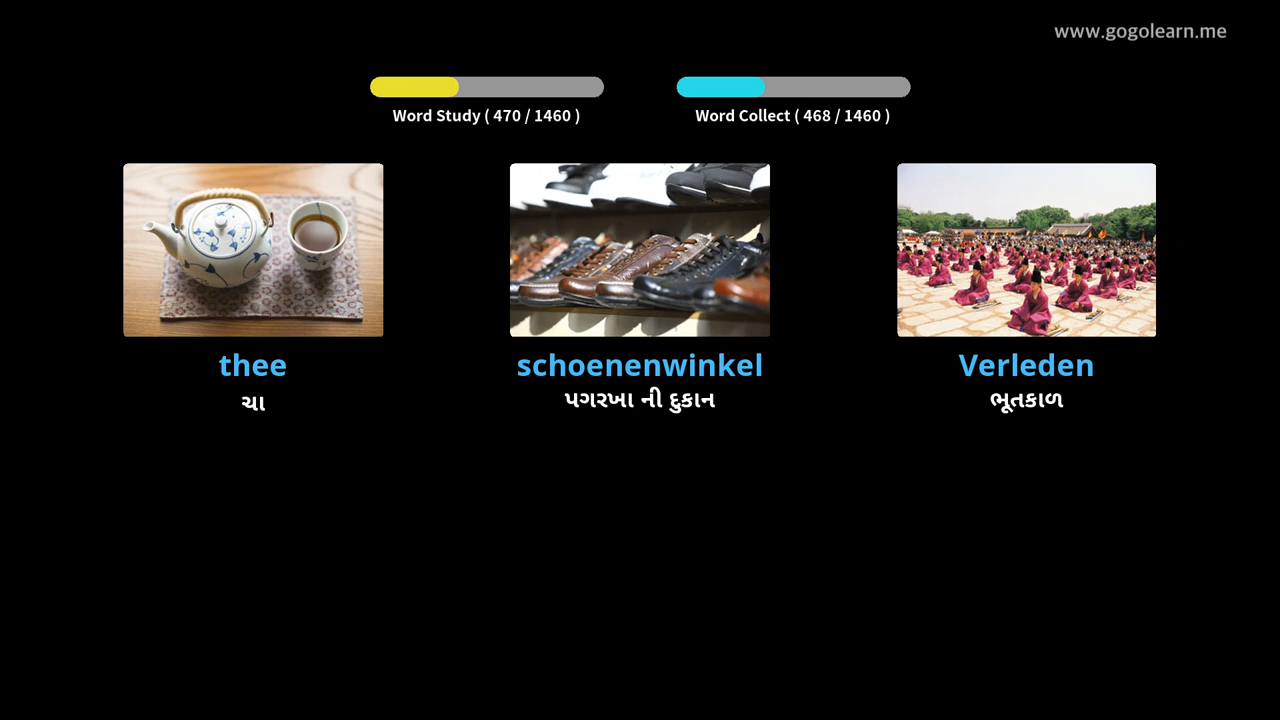 www.gogolearn.me
Word Study ( 470 / 1460 )
Word Collect ( 468 / 1460 )
thee
schoenenwinkel
Verleden
ચા
પગરખા ની દુકાન
ભૂતકાળ